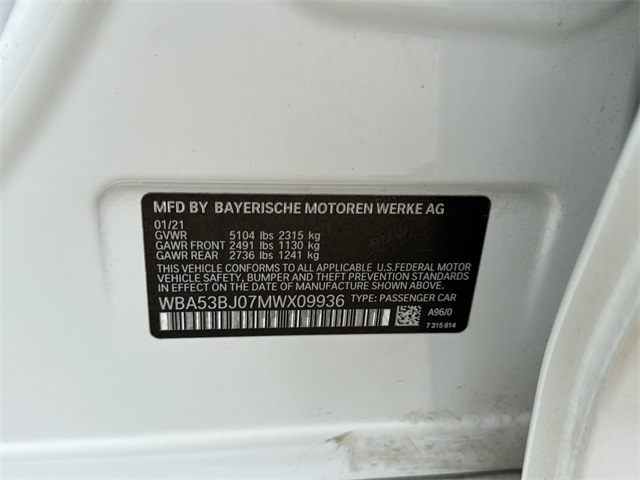 MFD BY BAYERISCHE MOTOREN WERKE AG
01/21
GVWR 5104 lbs 2315 kg
GAWR FRONT 2491 lbs 1130 kg
GAWR REAR 2736 lbs 1241 kg
THIS VEHICLE CONFORMS TO ALL APPLICABLE U.S.FEDERAL MOTOR
VEHICLE SAFETY, BUMPER AND THEFT PREVENTION STANDARDS
IN EFFECT ON THE DATE OF MANUFACTURE SHOWN ABOVE.
WBA53BJ07MWX09936 TYPE: PASSENGER CAR
A96/0
7 315 814